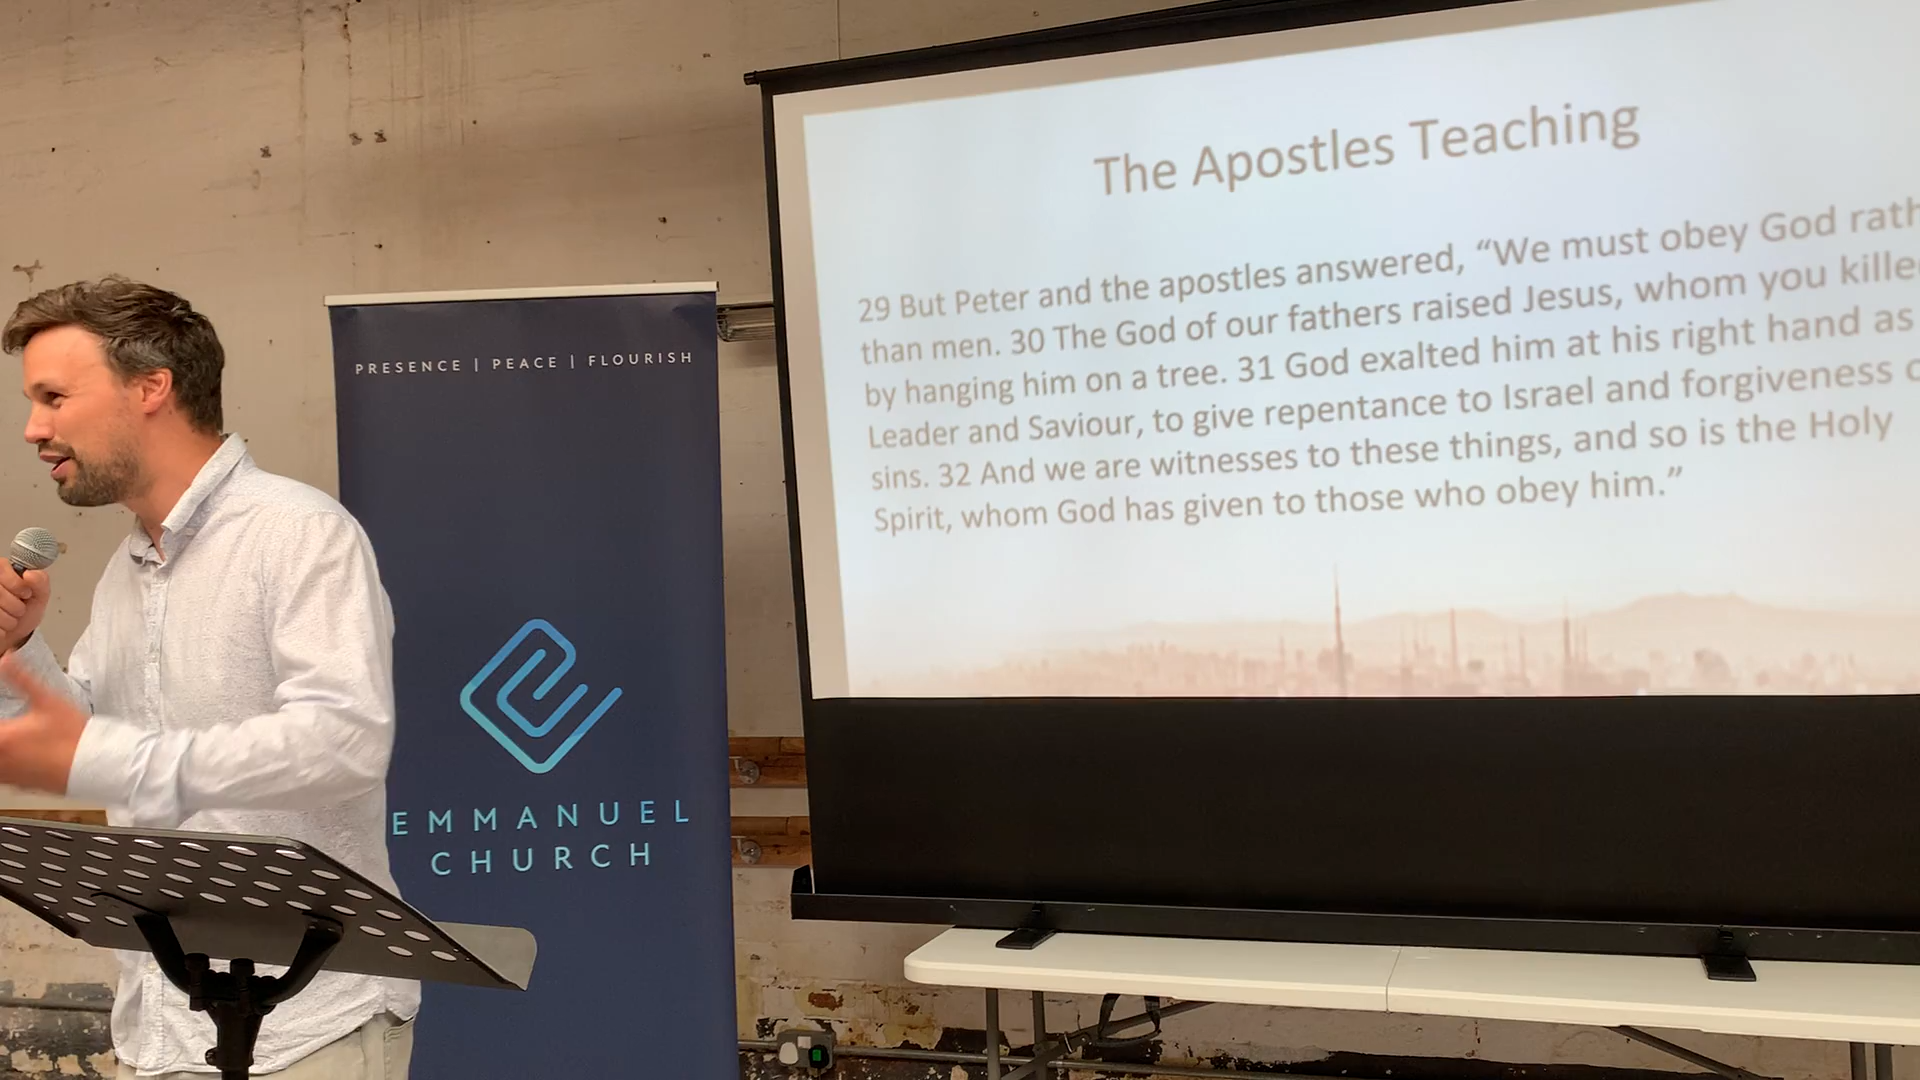 PRESENCE | PEACE | FLOURISH
EMMANUEL
CHURCH
The Apostles Teaching
29 But Peter and the apostles answered, “We must obey God
than men. 30 The God of our fathers raised Jesus, whom you
by hanging him on a tree. 31 God exalted him at his right hand as
Leader and Saviour, to give repentance to Israel and forgiveness
sins. 32 And we are witnesses to these things, and so is the Holy
Spirit, whom God has given to those who obey him.”